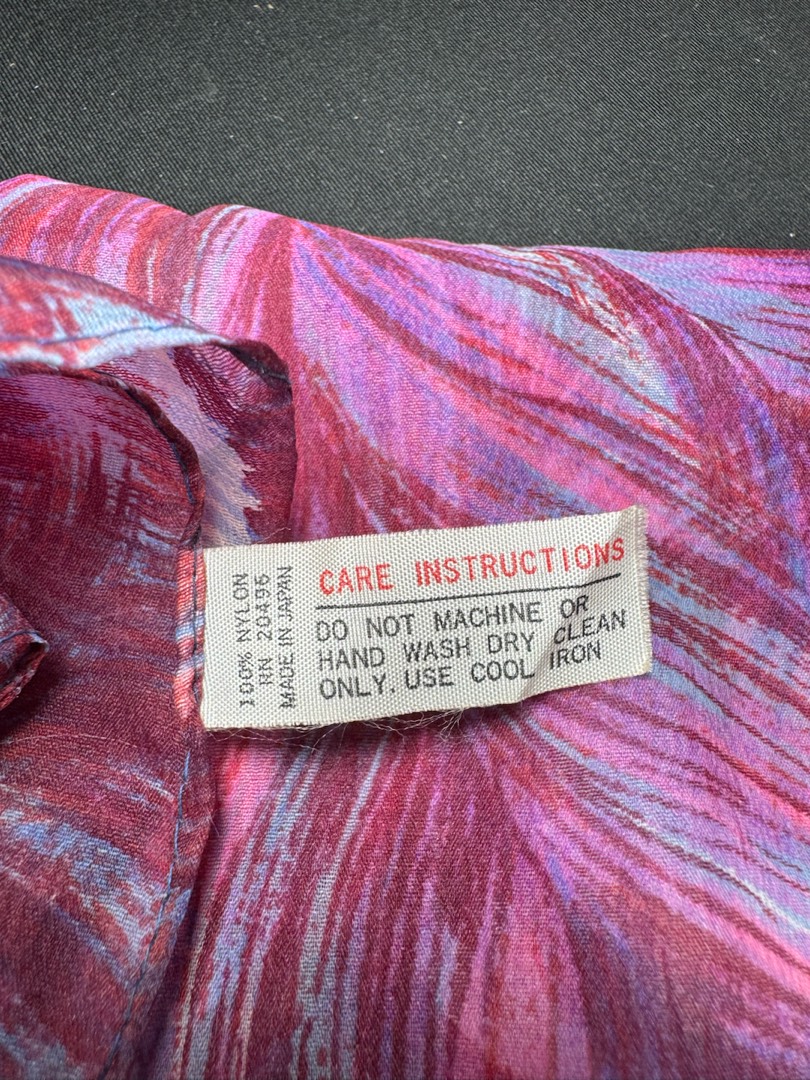 100% NYLON
RN 20496
MADE IN JAPAN
CARE INSTRUCTIONS
DO NOT MACHINE OR
HAND WASH DRY CLEAN
ONLY. USE COOL IRON